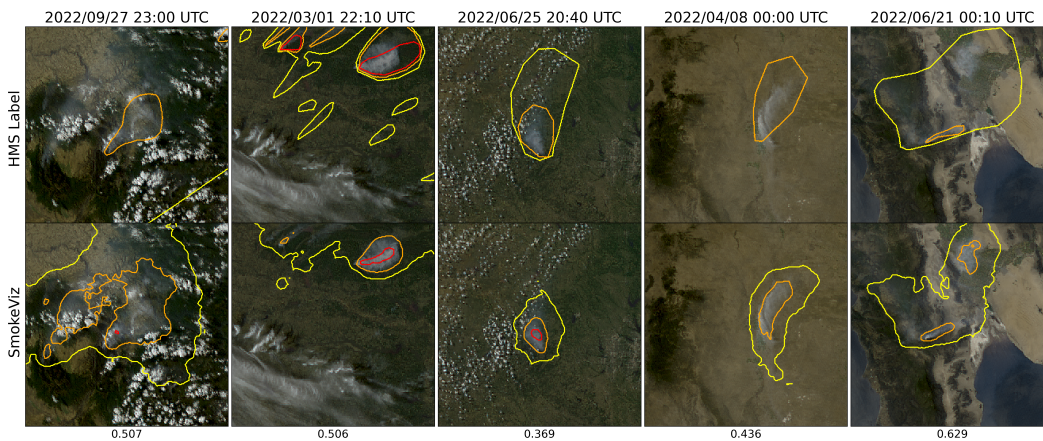 2022/09/27 23:00 UTC
2022/03/01 22:10 UTC
2022/06/25 20:40 UTC
2022/04/08 00:00 UTC
2022/06/21 00:10 UTC
HMS Label
SmokeViz
0.507
0.506
0.369
0.436
0.629